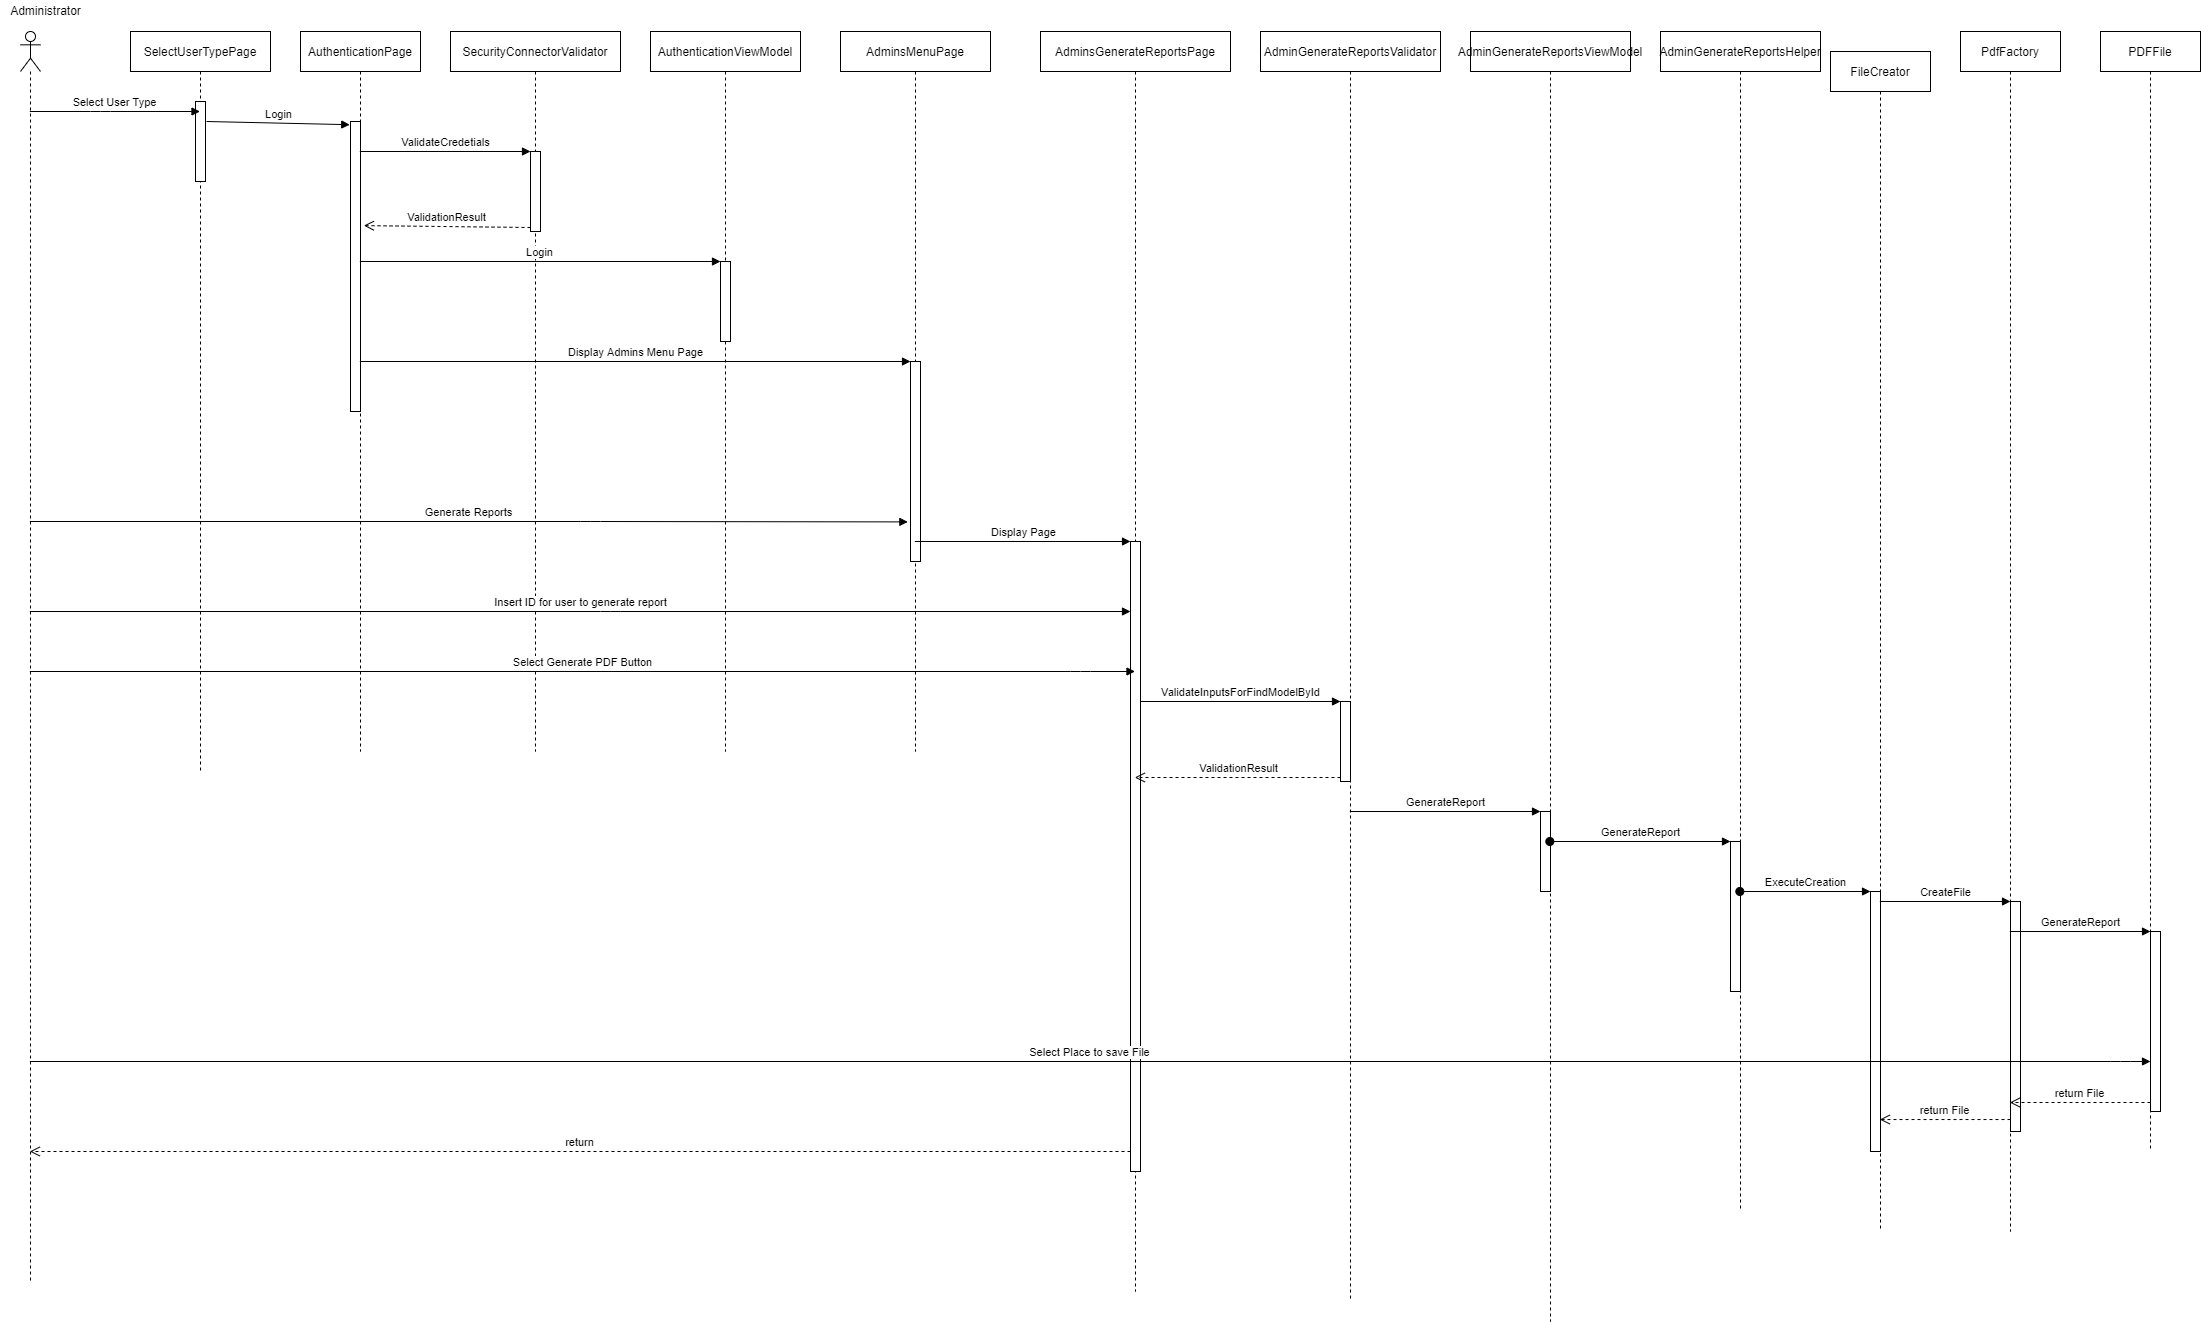 Administrator
SelectUserTypePage
AuthenticationPage
SecurityConnectorValidator
AuthenticationViewModel
AdminsMenuPage
AdminsGenerateReportsPage
AdminGenerateReportsValidator
AdminGenerateReportsViewModel
AdminGenerateReportsHelper
FileCreator
PdfFactory
PDFFile
Select User Type
Login
ValidateCredetials
ValidationResult
Login
Display Admins Menu Page
Generate Reports
Display Page
Insert ID for user to generate report
Select Generate PDF Button
ValidateInputsForFindModelById
ValidationResult
GenerateReport
GenerateReport
ExecuteCreation
CreateFile
GenerateReport
Select Place to save File
return File
return File
return